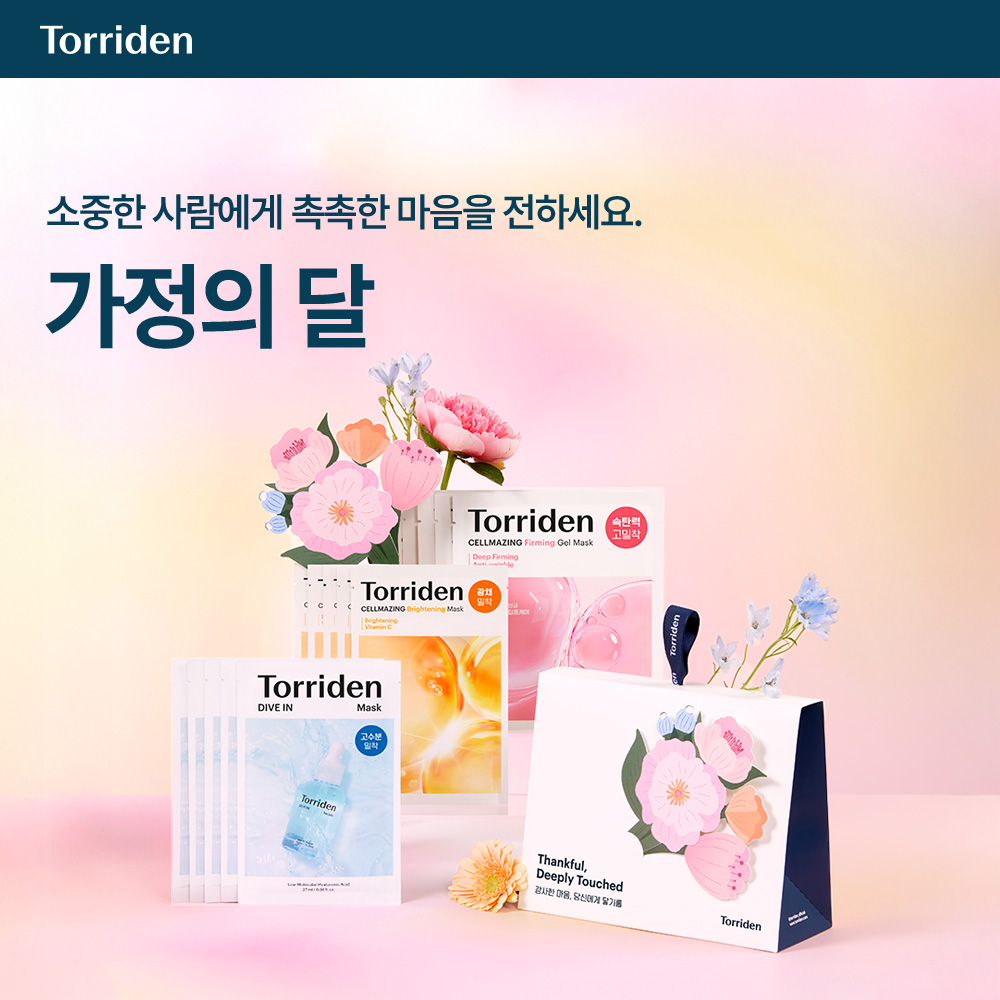 Torriden
소중한 사람에게 촉촉한 마음을 전하세요.
가정의 달
Torriden
CELLMAZING Firming Gel Mask
속탄력
고밀착
Deep Firming
Torriden
CELLMAZING Brightening Mask
광채
밀착
Brightening
Vitamin C
Torriden
DIVE IN Mask
고수분
밀착
Torriden
DIVE IN Serum
Low Molecular Hyaluronic Acid
Torriden
Thankful,
Deeply Touched
감사한 마음, 당신에게 닿기를
Torriden